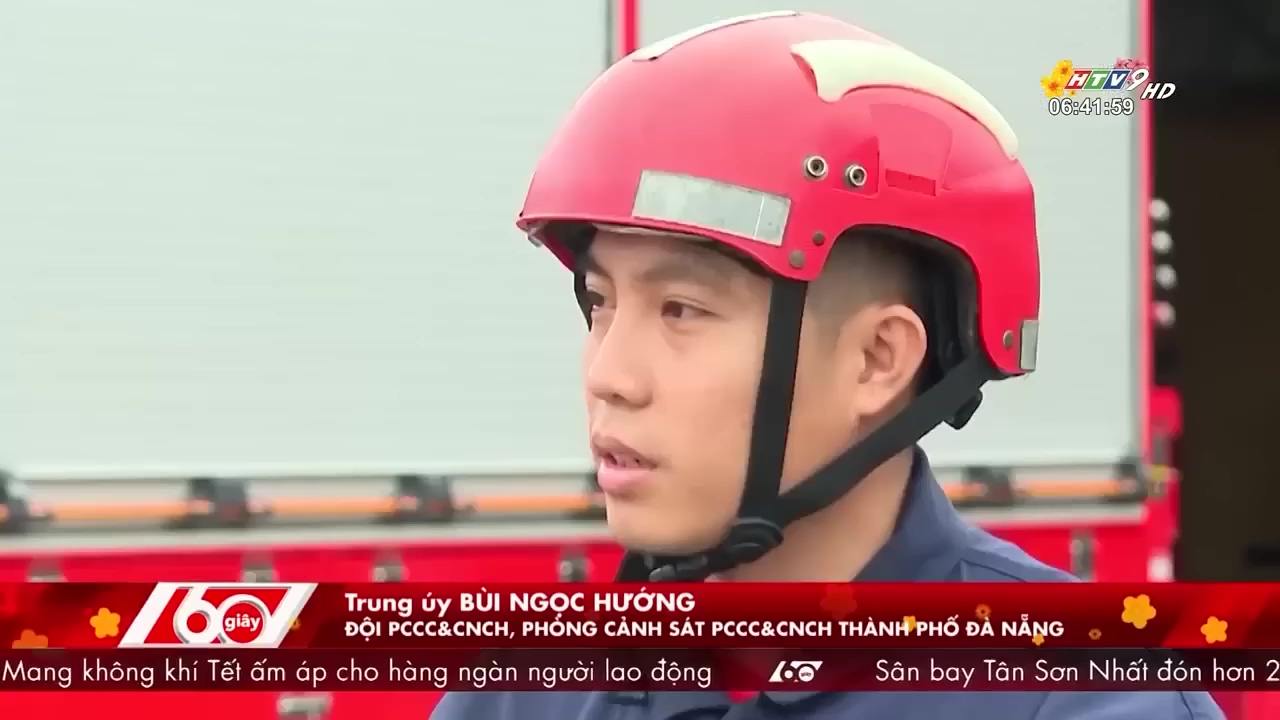 HTV9 HD
06:41:59
60 giây
Trung úy BÙI NGỌC HƯỚNG
ĐỘI PCCC&CNCH, PHÒNG CẢNH SÁT PCCC&CNCH THÀNH PHỐ ĐÀ NẴNG
Mang không khí Tết ấm áp cho hàng ngàn người lao động 60 giây Sân bay Tân Sơn Nhất đón hơn 2